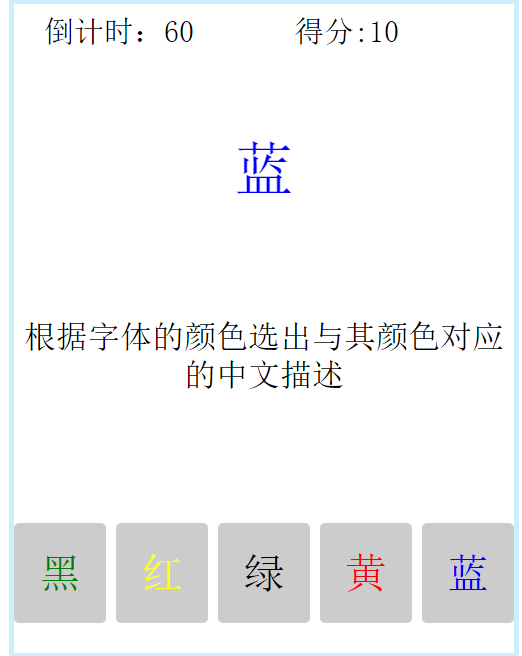 倒计时：60 得分:10
蓝
根据字体的颜色选出与其颜色对应
的中文描述
黑 红 绿 黄 蓝